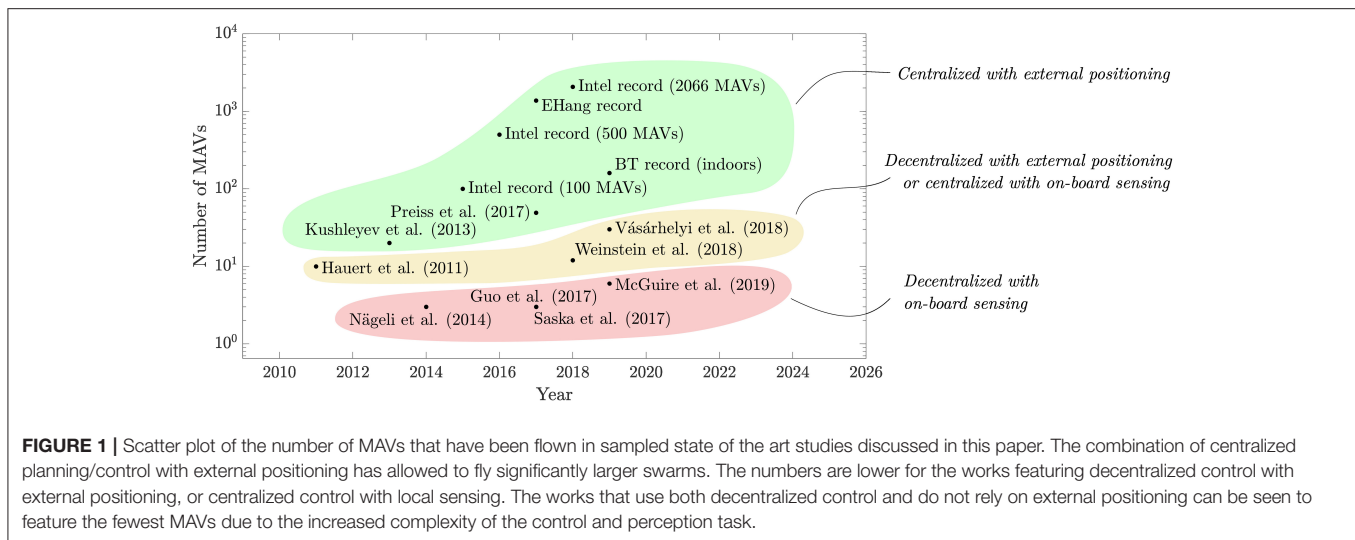 10^4
10^3
10^2
10^1
10^0
Number of MAVs
Intel record (2066 MAVs)
EHang record
Intel record (500 MAVs)
BT record (indoors)
Intel record (100 MAVs)
Preiss et al. (2017)
Kushleyev et al. (2013)
Vásárhelyi et al. (2018)
Weinstein et al. (2018)
Hauert et al. (2011)
McGuire et al. (2019)
Guo et al. (2017)
Nägeli et al. (2014)
Saska et al. (2017)
Centralized with external positioning
Decentralized with external positioning
or centralized with on-board sensing
Decentralized with
on-board sensing
2010 2012 2014 2016 2018 2020 2022 2024 2026
Year
FIGURE 1 | Scatter plot of the number of MAVs that have been flown in sampled state of the art studies discussed in this paper. The combination of centralized
planning/control with external positioning has allowed to fly significantly larger swarms. The numbers are lower for the works featuring decentralized control with
external positioning, or centralized control with local sensing. The works that use both decentralized control and do not rely on external positioning can be seen to
feature the fewest MAVs due to the increased complexity of the control and perception task.